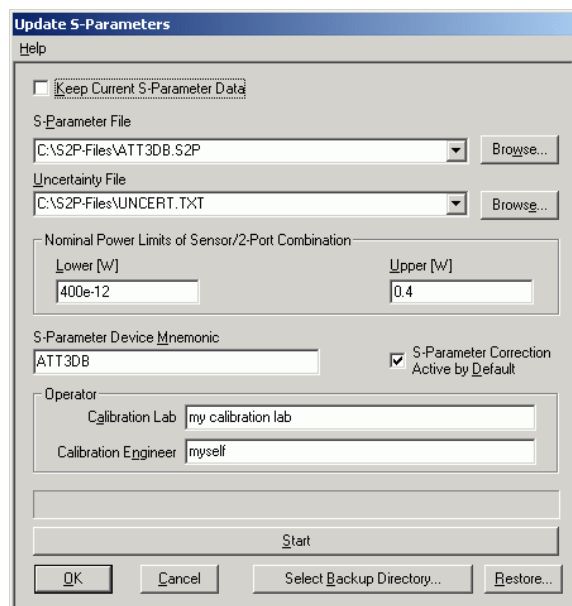 Update S-Parameters
Help
Keep Current S-Parameter Data
S-Parameter File
C:\S2P-Files\ATT3DB.S2P
Browse...
Uncertainty File
C:\S2P-Files\UNCERT.TXT
Browse...
Nominal Power Limits of Sensor/2-Port Combination
Lower [W]
Upper [W]
400e-12
0.4
S-Parameter Device Mnemonic
ATT3DB
S-Parameter Correction
Active by Default
Operator
Calibration Lab
my calibration lab
Calibration Engineer
myself
Start
OK
Cancel
Select Backup Directory...
Restore...